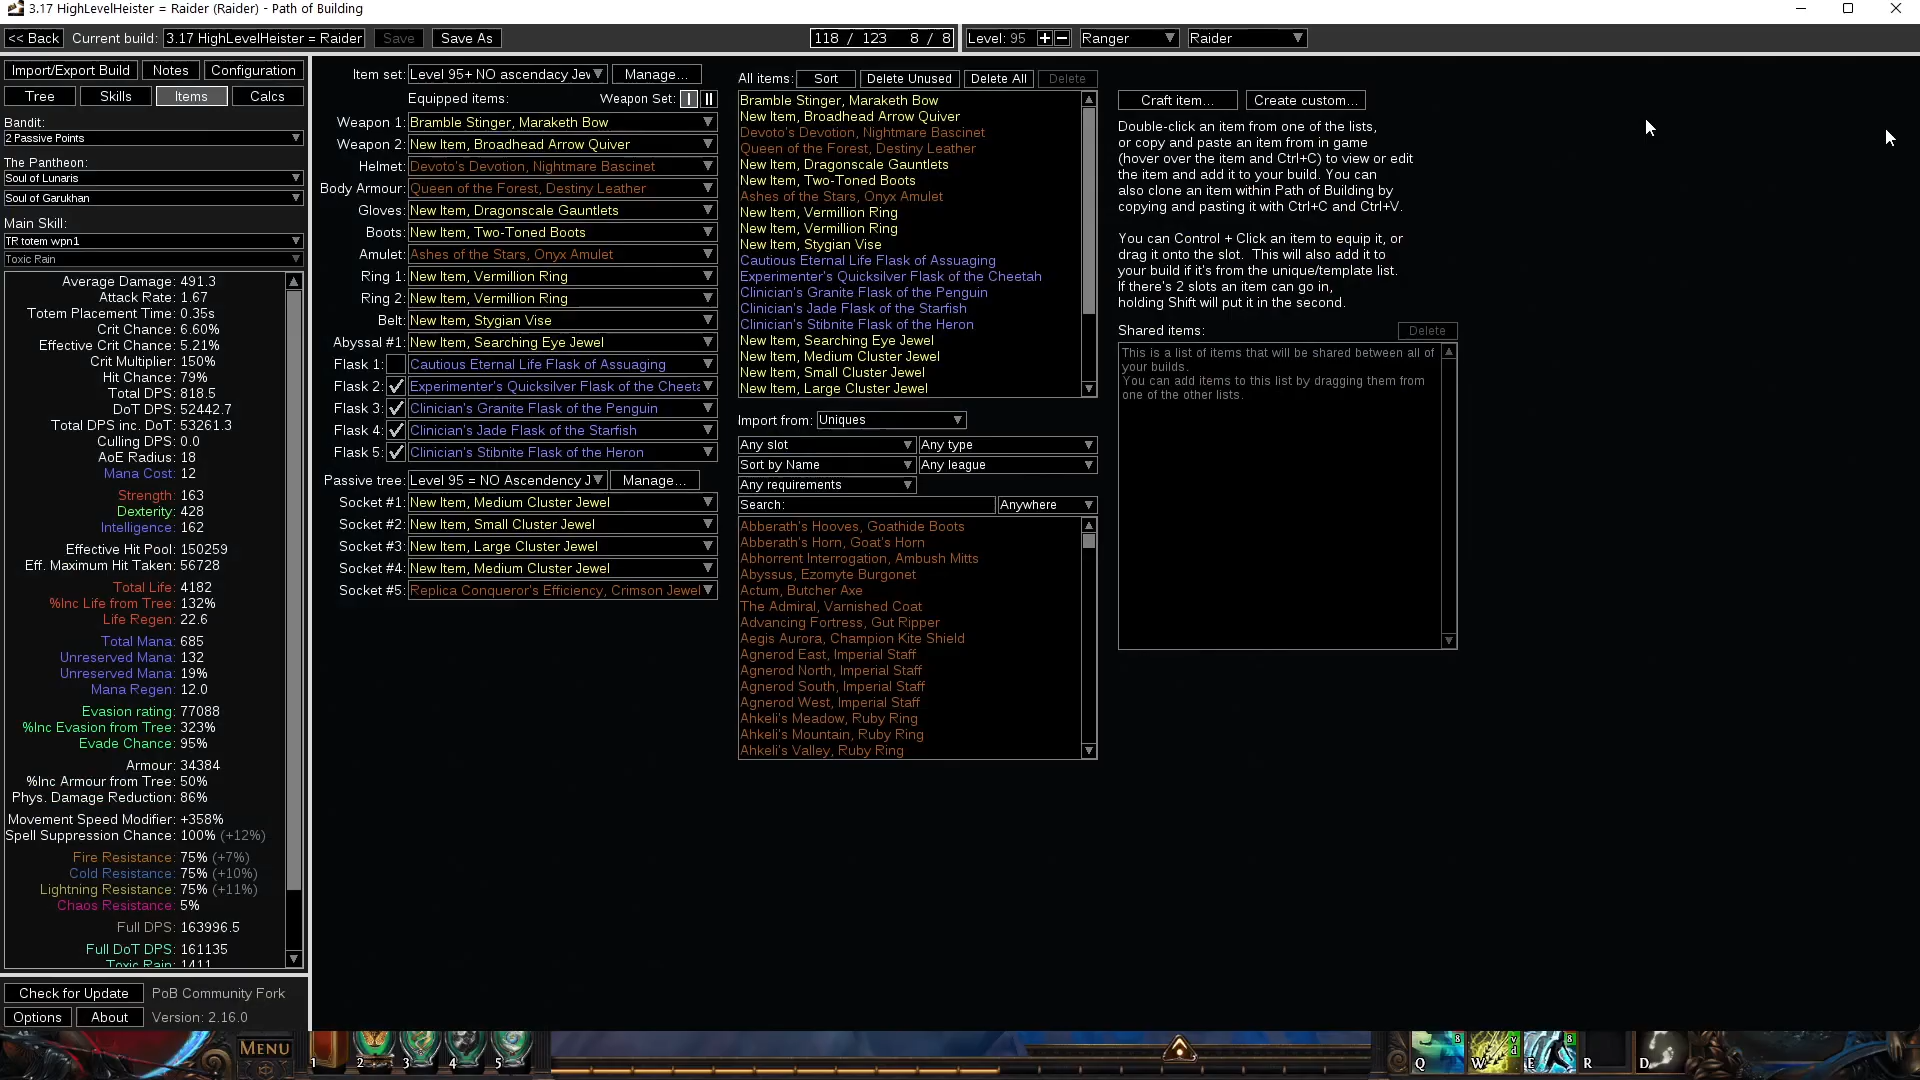 3.17 HighLevelHeister = Raider (Raider) - Path of Building
<< Back Current build: 3.17 HighLevelHeister = Raider Save Save As 118 / 123 8 / 8 Level: 95 + - Ranger Raider
Import/Export Build Notes Configuration
Tree Skills Items Calcs
Bandit:
2 Passive Points
The Pantheon:
Soul of Lunaris
Soul of Garukhan
Main Skill:
TR totem wpn1
Toxic Rain
Average Damage: 491.3
Attack Rate: 1.67
Totem Placement Time: 0.35s
Crit Chance: 6.60%
Effective Crit Chance: 5.21%
Crit Multiplier: 150%
Hit Chance: 79%
Total DPS: 818.5
DoT DPS: 52442.7
Total DPS inc. DoT: 53261.3
Culling DPS: 0.0
AoE Radius: 18
Mana Cost: 12
Strength: 163
Dexterity: 428
Intelligence: 162
Effective Hit Pool: 150259
Eff. Maximum Hit Taken: 56728
Total Life: 4182
%Inc Life from Tree: 132%
Life Regen: 22.6
Total Mana: 685
Unreserved Mana: 132
Unreserved Mana: 19%
Mana Regen: 12.0
Evasion rating: 77088
%Inc Evasion from Tree: 323%
Evade Chance: 95%
Armour: 34384
%Inc Armour from Tree: 50%
Phys. Damage Reduction: 86%
Movement Speed Modifier: +358%
Spell Suppression Chance: 100% (+12%)
Fire Resistance: 75% (+7%)
Cold Resistance: 75% (+10%)
Lightning Resistance: 75% (+11%)
Chaos Resistance: 5%
Full DPS: 163996.5
Full DoT DPS: 161135
Toxic Rain: 1411
Check for Update PoB Community Fork
Options About Version: 2.16.0
Item set: Level 95+ NO ascendacy Jew Manage...
Equipped items: Weapon Set: I II
Weapon 1: Bramble Stinger, Maraketh Bow
Weapon 2: New Item, Broadhead Arrow Quiver
Helmet: Devoto's Devotion, Nightmare Bascinet
Body Armour: Queen of the Forest, Destiny Leather
Gloves: New Item, Dragonscale Gauntlets
Boots: New Item, Two-Toned Boots
Amulet: Ashes of the Stars, Onyx Amulet
Ring 1: New Item, Vermillion Ring
Ring 2: New Item, Vermillion Ring
Belt: New Item, Stygian Vise
Abyssal #1: New Item, Searching Eye Jewel
Flask 1: Cautious Eternal Life Flask of Assuaging
Flask 2: Experimenter's Quicksilver Flask of the Cheeta
Flask 3: Clinician's Granite Flask of the Penguin
Flask 4: Clinician's Jade Flask of the Starfish
Flask 5: Clinician's Stibnite Flask of the Heron
Passive tree: Level 95 = NO Ascendency J Manage...
Socket #1: New Item, Medium Cluster Jewel
Socket #2: New Item, Small Cluster Jewel
Socket #3: New Item, Large Cluster Jewel
Socket #4: New Item, Medium Cluster Jewel
Socket #5: Replica Conqueror's Efficiency, Crimson Jewel
All items: Sort Delete Unused Delete All Delete
Bramble Stinger, Maraketh Bow
New Item, Broadhead Arrow Quiver
Devoto's Devotion, Nightmare Bascinet
Queen of the Forest, Destiny Leather
New Item, Dragonscale Gauntlets
New Item, Two-Toned Boots
Ashes of the Stars, Onyx Amulet
New Item, Vermillion Ring
New Item, Vermillion Ring
New Item, Stygian Vise
Cautious Eternal Life Flask of Assuaging
Experimenter's Quicksilver Flask of the Cheetah
Clinician's Granite Flask of the Penguin
Clinician's Jade Flask of the Starfish
Clinician's Stibnite Flask of the Heron
New Item, Searching Eye Jewel
New Item, Medium Cluster Jewel
New Item, Small Cluster Jewel
New Item, Large Cluster Jewel
Import from: Uniques
Any slot Any type
Sort by Name Any league
Any requirements
Search: Anywhere
Abberath's Hooves, Goathide Boots
Abberath's Horn, Goat's Horn
Abhorrent Interrogation, Ambush Mitts
Abyssus, Ezomyte Burgonet
Actum, Butcher Axe
The Admiral, Varnished Coat
Advancing Fortress, Gut Ripper
Aegis Aurora, Champion Kite Shield
Agnerod East, Imperial Staff
Agnerod North, Imperial Staff
Agnerod South, Imperial Staff
Agnerod West, Imperial Staff
Ahkeli's Meadow, Ruby Ring
Ahkeli's Mountain, Ruby Ring
Ahkeli's Valley, Ruby Ring
Craft item... Create custom...
Double-click an item from one of the lists,
or copy and paste an item from in game
(hover over the item and Ctrl+C) to view or edit
the item and add it to your build. You can
also clone an item within Path of Building by
copying and pasting it with Ctrl+C and Ctrl+V.
You can Control + Click an item to equip it, or
drag it onto the slot. This will also add it to
your build if it's from the unique/template list.
If there's 2 slots an item can go in,
holding Shift will put it in the second.
Shared items: Delete
This is a list of items that will be shared between all of
your builds.
You can add items to this list by dragging them from
one of the other lists.
MENU 1 2 3 4 5 Q W E R D